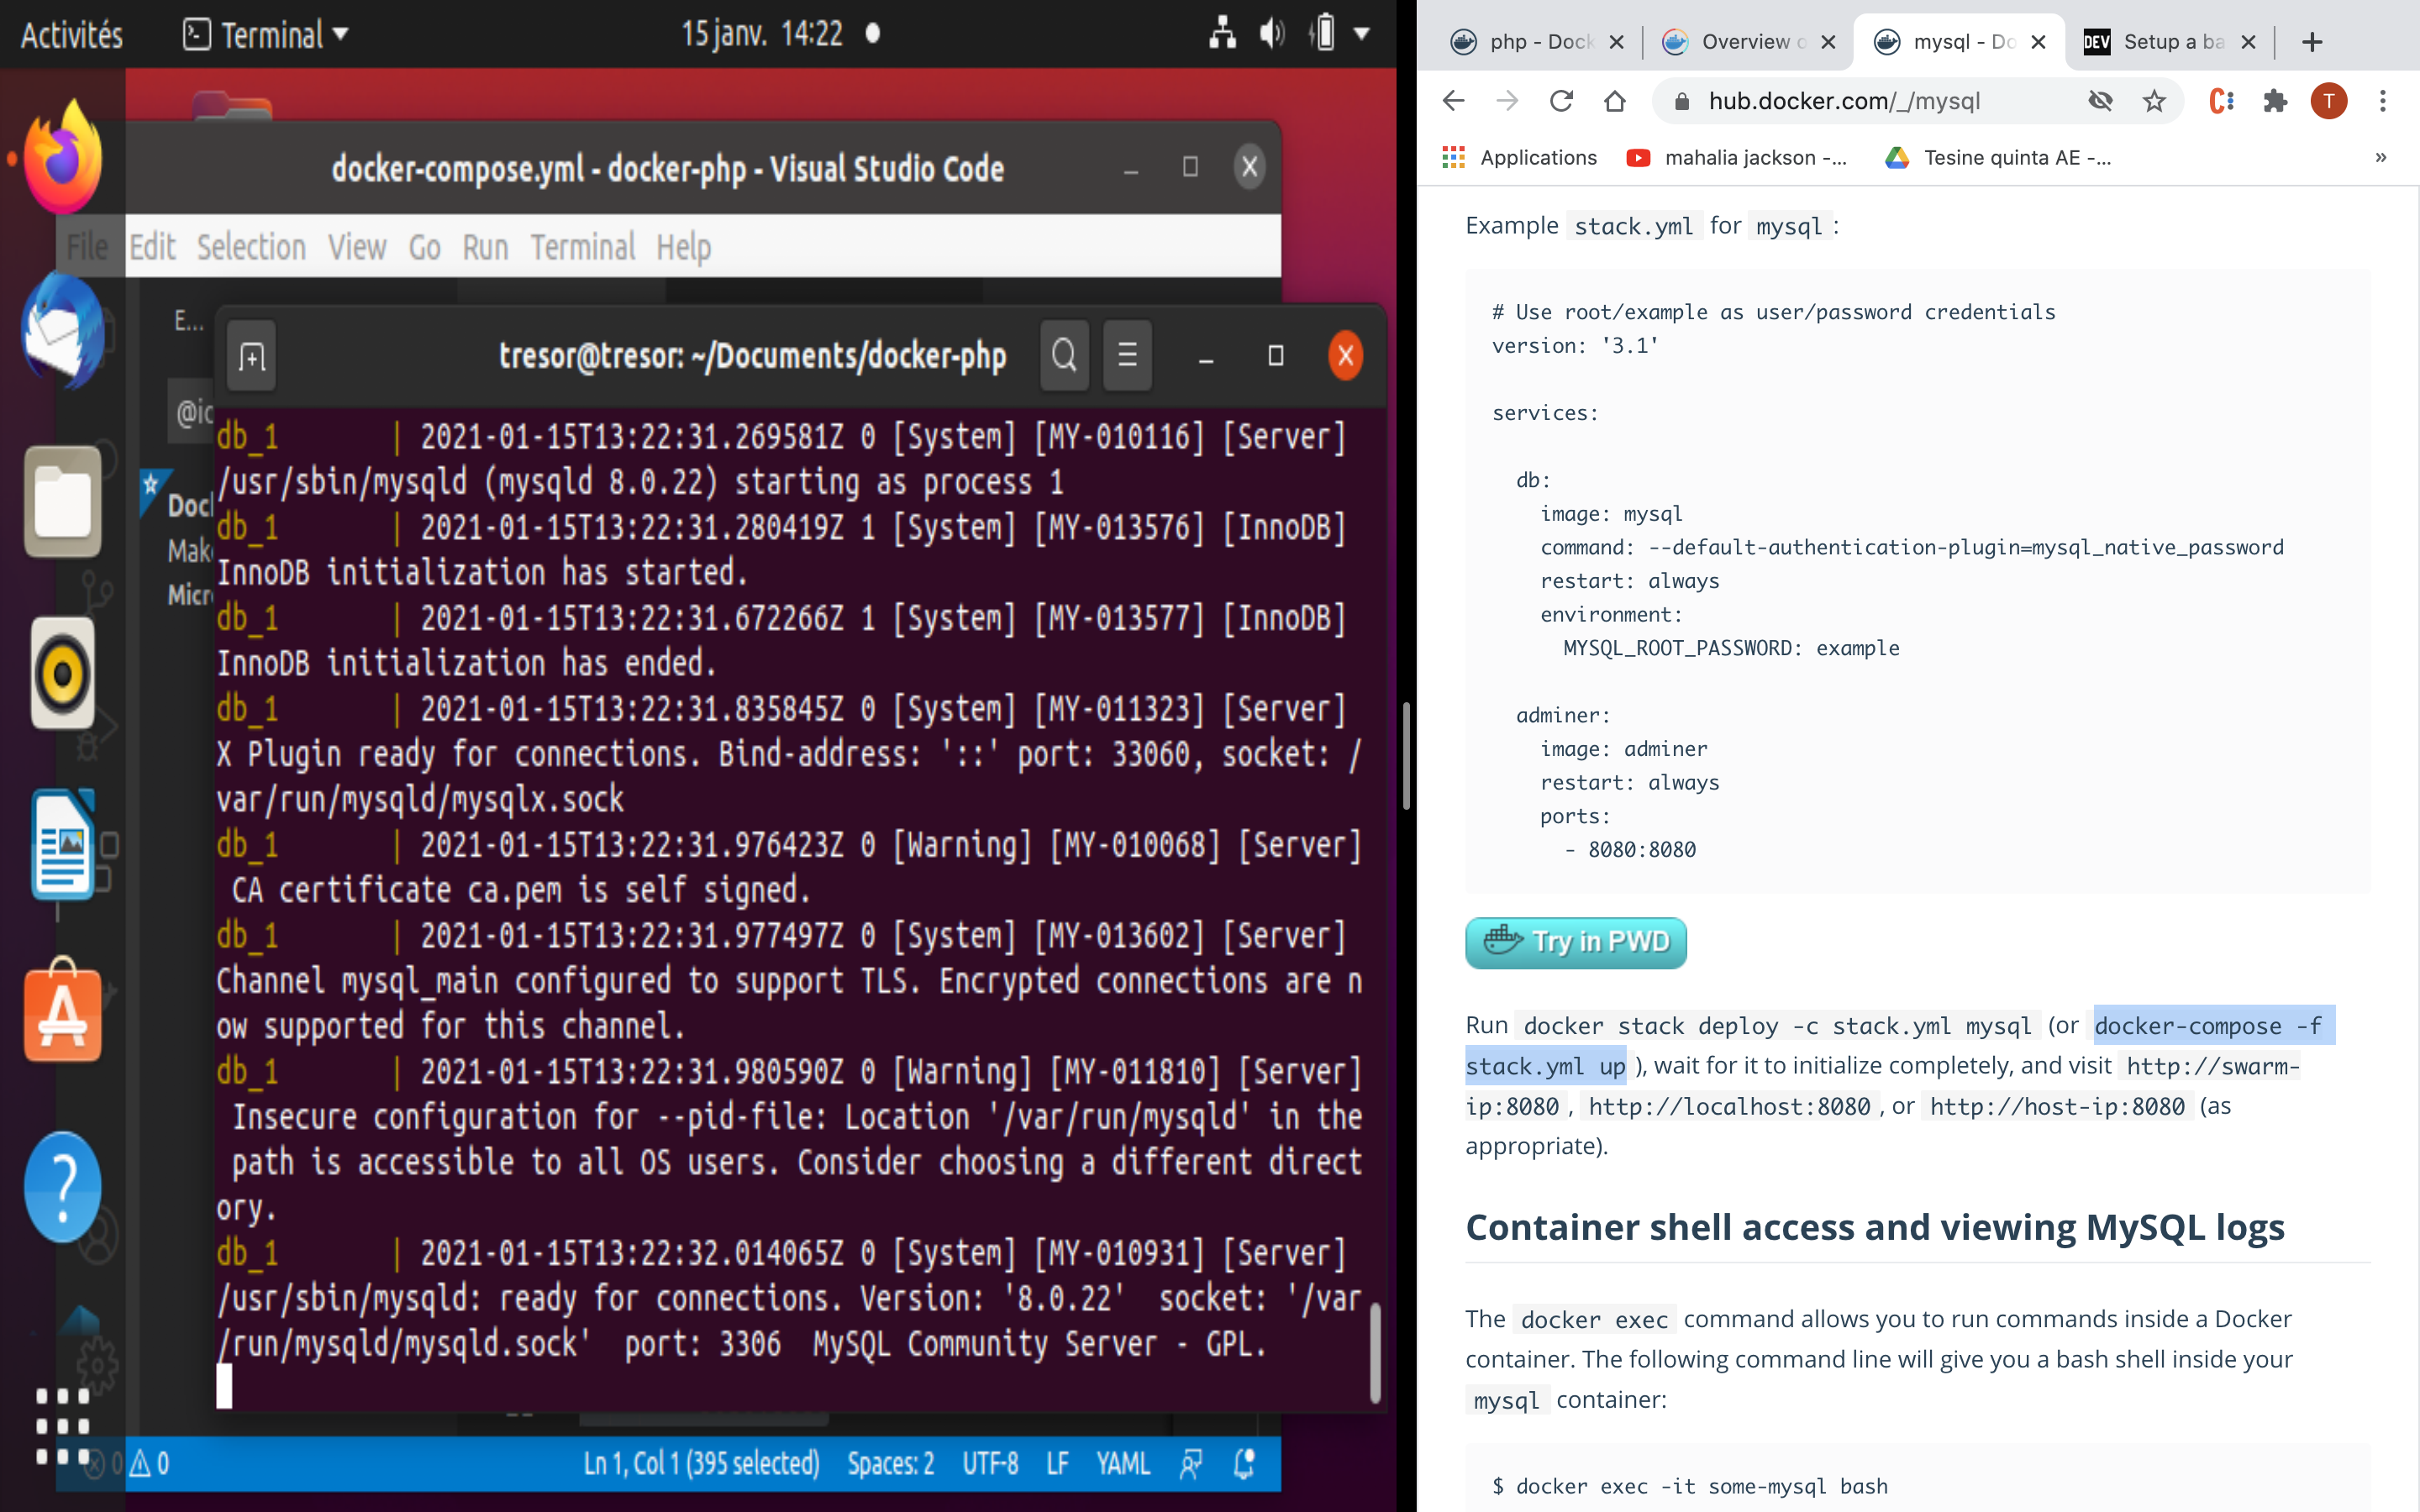 Activités
Terminal
15 janv. 14:22
docker-compose.yml - docker-php - Visual Studio Code
File Edit Selection View Go Run Terminal Help
E...
tresor@tresor: ~/Documents/docker-php
db_1 | 2021-01-15T13:22:31.269581Z 0 [System] [MY-010116] [Server]
/usr/sbin/mysqld (mysqld 8.0.22) starting as process 1
db_1 | 2021-01-15T13:22:31.280419Z 1 [System] [MY-013576] [InnoDB]
InnoDB initialization has started.
db_1 | 2021-01-15T13:22:31.672266Z 1 [System] [MY-013577] [InnoDB]
InnoDB initialization has ended.
db_1 | 2021-01-15T13:22:31.835845Z 0 [System] [MY-011323] [Server]
X Plugin ready for connections. Bind-address: '::' port: 33060, socket: /
var/run/mysqld/mysqlx.sock
db_1 | 2021-01-15T13:22:31.976423Z 0 [Warning] [MY-010068] [Server]
CA certificate ca.pem is self signed.
db_1 | 2021-01-15T13:22:31.977497Z 0 [System] [MY-013602] [Server]
Channel mysql_main configured to support TLS. Encrypted connections are n
ow supported for this channel.
db_1 | 2021-01-15T13:22:31.980590Z 0 [Warning] [MY-011810] [Server]
Insecure configuration for --pid-file: Location '/var/run/mysqld' in the
path is accessible to all OS users. Consider choosing a different direct
ory.
db_1 | 2021-01-15T13:22:32.014065Z 0 [System] [MY-010931] [Server]
/usr/sbin/mysqld: ready for connections. Version: '8.0.22' socket: '/var
/run/mysqld/mysqld.sock' port: 3306 MySQL Community Server - GPL.
0 0 Ln 1, Col 1 (395 selected) Spaces: 2 UTF-8 LF YAML
php - Dock
Overview o
mysql - Do
DEV Setup a ba
hub.docker.com/_/mysql
T
Applications
mahalia jackson -...
Tesine quinta AE -...
»
Example stack.yml for mysql :
# Use root/example as user/password credentials
version: '3.1'
services:
db:
image: mysql
command: --default-authentication-plugin=mysql_native_password
restart: always
environment:
MYSQL_ROOT_PASSWORD: example
adminer:
image: adminer
restart: always
ports:
- 8080:8080
Try in PWD
Run docker stack deploy -c stack.yml mysql (or docker-compose -f
stack.yml up ), wait for it to initialize completely, and visit http://swarm-
ip:8080 , http://localhost:8080 , or http://host-ip:8080 (as
appropriate).
Container shell access and viewing MySQL logs
The docker exec command allows you to run commands inside a Docker
container. The following command line will give you a bash shell inside your
mysql container:
$ docker exec -it some-mysql bash